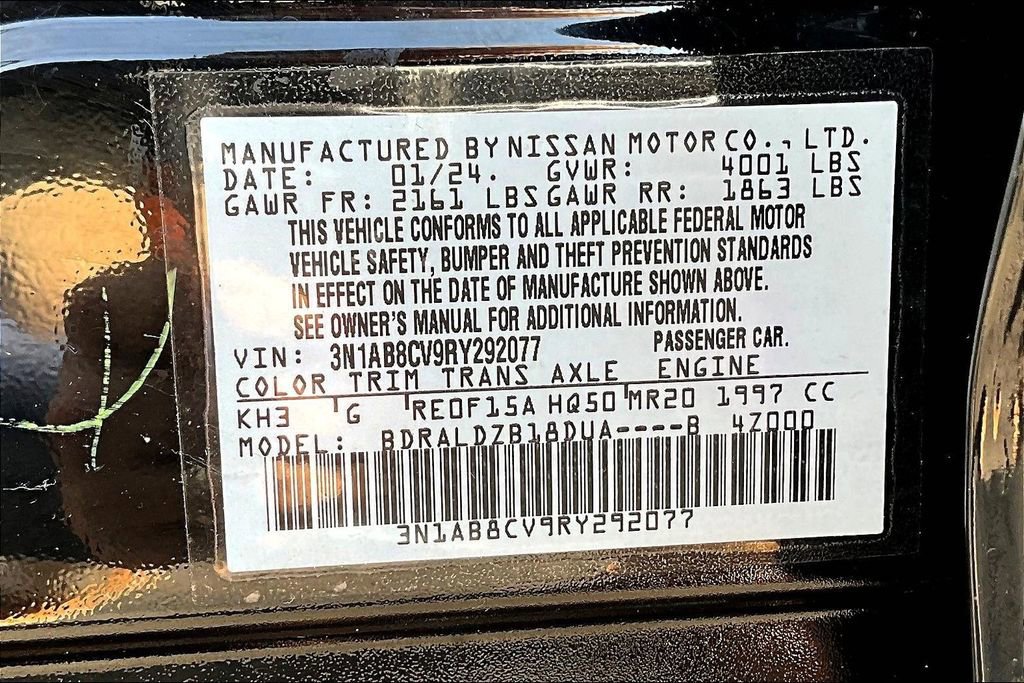 MANUFACTURED BY NISSAN MOTOR CO., LTD.
DATE: 01/24. GVWR: 4001 LBS
GAWR FR: 2161 LBS GAWR RR: 1863 LBS
THIS VEHICLE CONFORMS TO ALL APPLICABLE FEDERAL MOTOR
VEHICLE SAFETY, BUMPER AND THEFT PREVENTION STANDARDS
IN EFFECT ON THE DATE OF MANUFACTURE SHOWN ABOVE.
SEE OWNER'S MANUAL FOR ADDITIONAL INFORMATION.
VIN: 3N1AB8CV9RY292077 PASSENGER CAR.
COLOR TRIM TRANS AXLE ENGINE
KH3 G RE0F15A HQ50 MR20 1997 CC
MODEL: BDRALDZB18DUA----B 4Z000
3N1AB8CV9RY292077